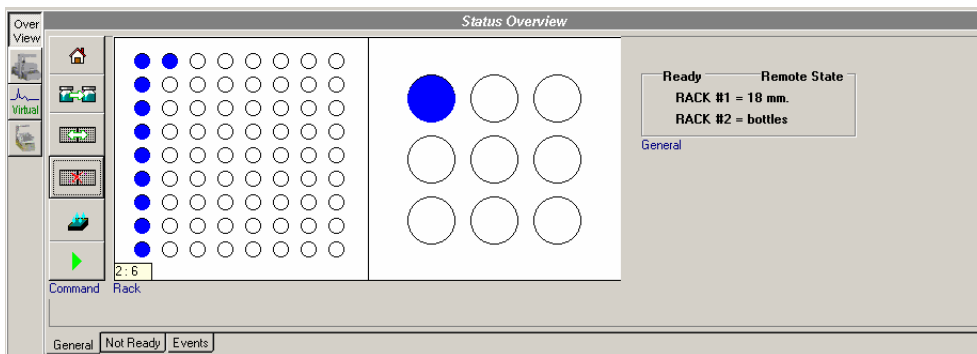 Status Overview
Over
View
Virtual
Ready Remote State
RACK #1 = 18 mm.
RACK #2 = bottles
General
2 : 6
Command Rack
General Not Ready Events